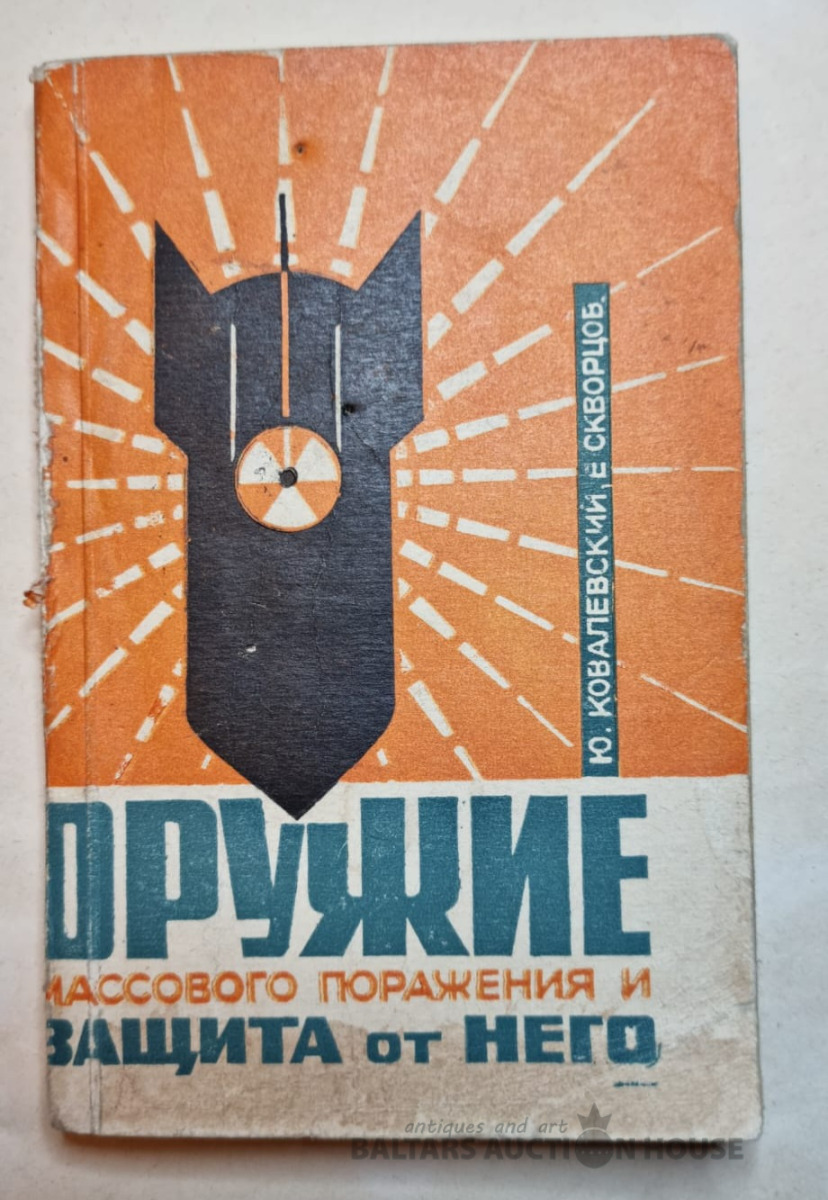 Ю. КОВАЛЕВСКИЙ, Е СКВОРЦОВ.
ОРУЖИЕ
МАССОВОГО ПОРАЖЕНИЯ И
ЗАЩИТА от НЕГО
antiques and art
BALTARS AUCTION HOUSE